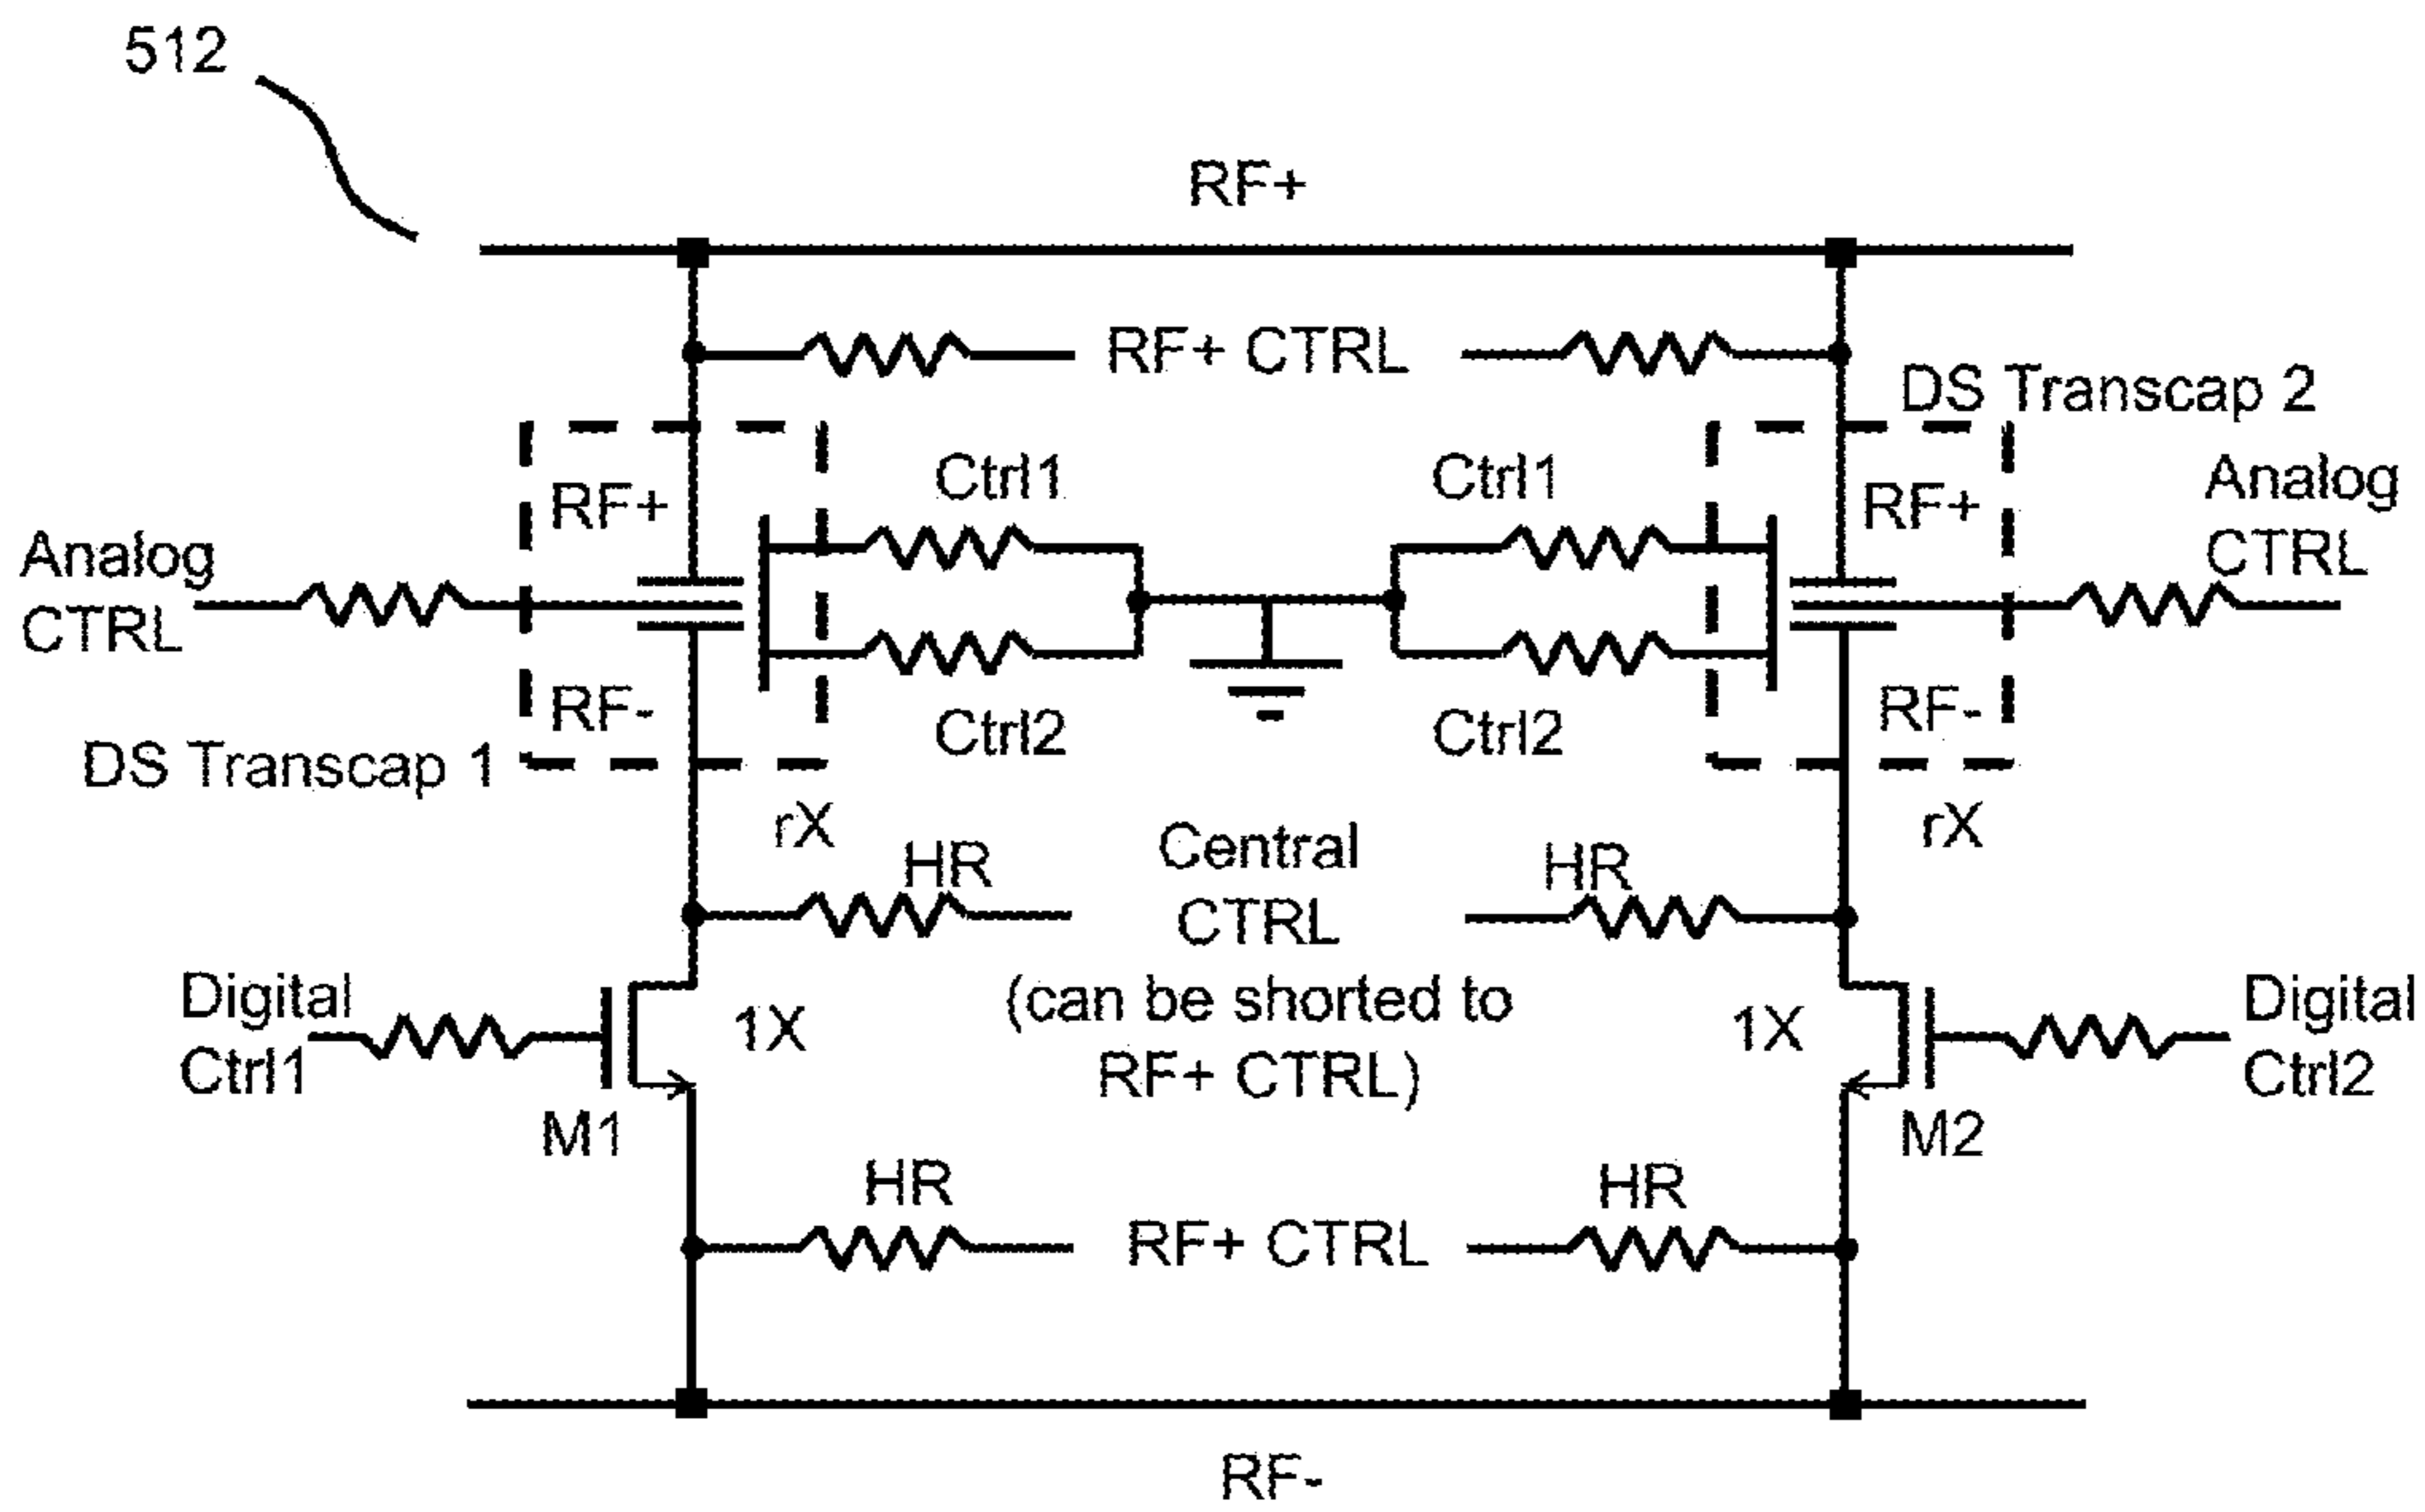 512
RF+
RF+ CTRL
DS Transcap 2
Ctrl1
Ctrl1
Analog
CTRL
RF+
RF+
Analog
CTRL
RF-
RF-
Ctrl2
Ctrl2
DS Transcap 1
rX
rX
HR
Central
CTRL
(can be shorted to
RF+ CTRL)
HR
Digital
Ctrl1
1X
1X
Digital
Ctrl2
M1
M2
HR
HR
RF+ CTRL
RF-